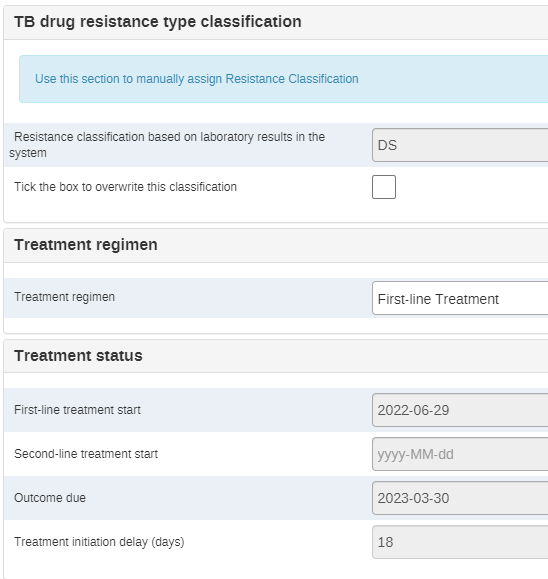 TB drug resistance type classification
Use this section to manually assign Resistance Classification
Resistance classification based on laboratory results in the
system
DS
Tick the box to overwrite this classification
Treatment regimen
Treatment regimen
First-line Treatment
Treatment status
First-line treatment start
2022-06-29
Second-line treatment start
yyyy-MM-dd
Outcome due
2023-03-30
Treatment initiation delay (days)
18